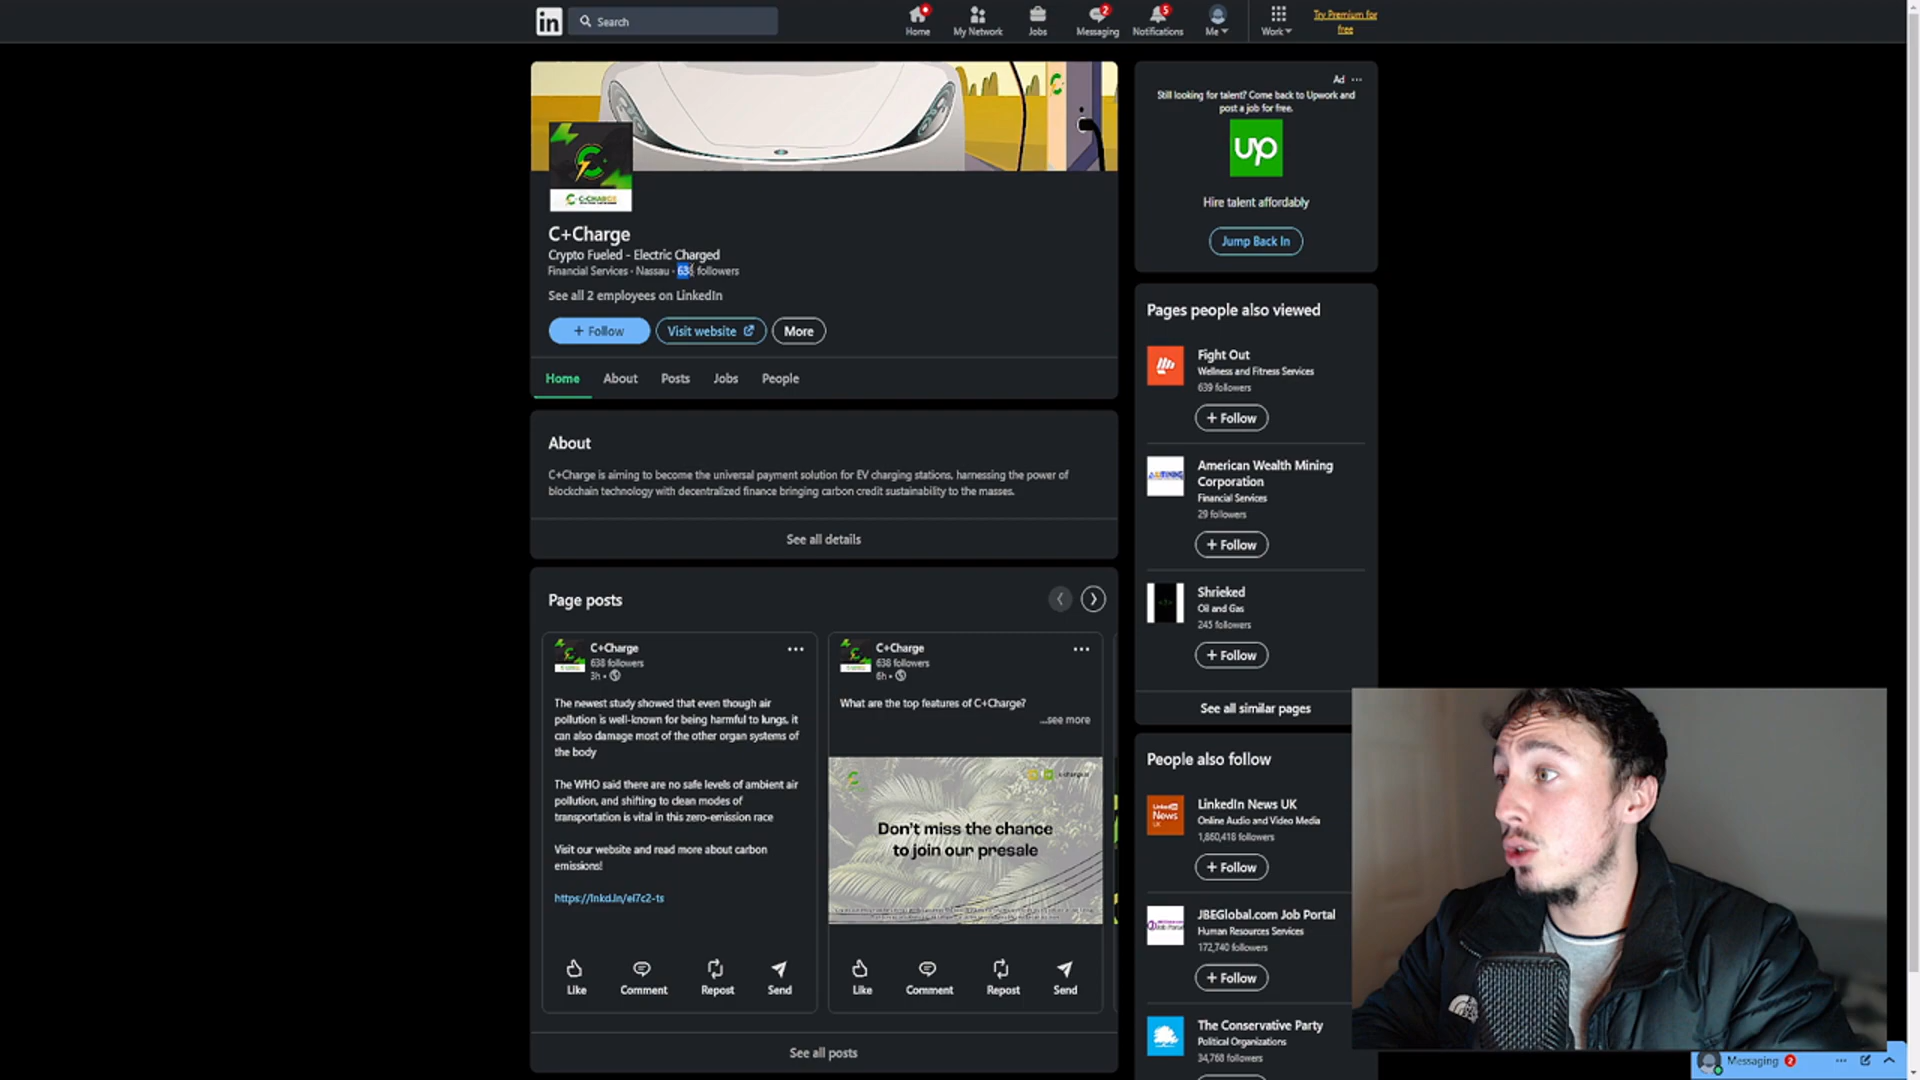 in
Search
Home
My Network
Jobs
2
Messaging
5
Notifications
Me
Work
Try Premium for
free
C+CHARGE
C+Charge
Crypto Fueled - Electric Charged
Financial Services · Nassau · 638 followers
See all 2 employees on LinkedIn
+ Follow
Visit website
More
Home
About
Posts
Jobs
People
About
C+Charge is aiming to become the universal payment solution for EV charging stations, harnessing the power of
blockchain technology with decentralized finance bringing carbon credit sustainability to the masses.
See all details
Page posts
C+Charge
638 followers
3h •
The newest study showed that even though air
pollution is well-known for being harmful to lungs, it
can also damage most of the other organ systems of
the body
The WHO said there are no safe levels of ambient air
pollution, and shifting to clean modes of
transportation is vital in this zero-emission race
Visit our website and read more about carbon
emissions!
https://lnkd.in/ei7c2-ts
Like
Comment
Repost
Send
C+Charge
638 followers
6h •
What are the top features of C+Charge?
...see more
Don't miss the chance
to join our presale
Like
Comment
Repost
Send
See all posts
Ad ...
Still looking for talent? Come back to Upwork and
post a job for free.
up
Hire talent affordably
Jump Back In
Pages people also viewed
Fight Out
Wellness and Fitness Services
639 followers
+ Follow
American Wealth Mining
Corporation
Financial Services
29 followers
+ Follow
Shrieked
Oil and Gas
245 followers
+ Follow
See all similar pages
People also follow
LinkedIn
News
UK
LinkedIn News UK
Online Audio and Video Media
1,860,418 followers
+ Follow
JBEGlobal.com Job Portal
Human Resources Services
172,740 followers
+ Follow
The Conservative Party
Political Organizations
34,768 followers
Messaging 2